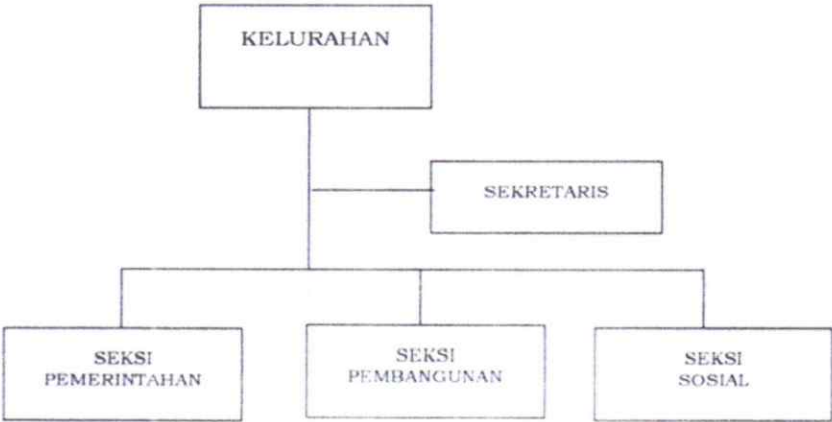 KELURAHAN
SEKRETARIS
SEKSI
PEMERINTAHAN
SEKSI
PEMBANGUNAN
SEKSI
SOSIAL